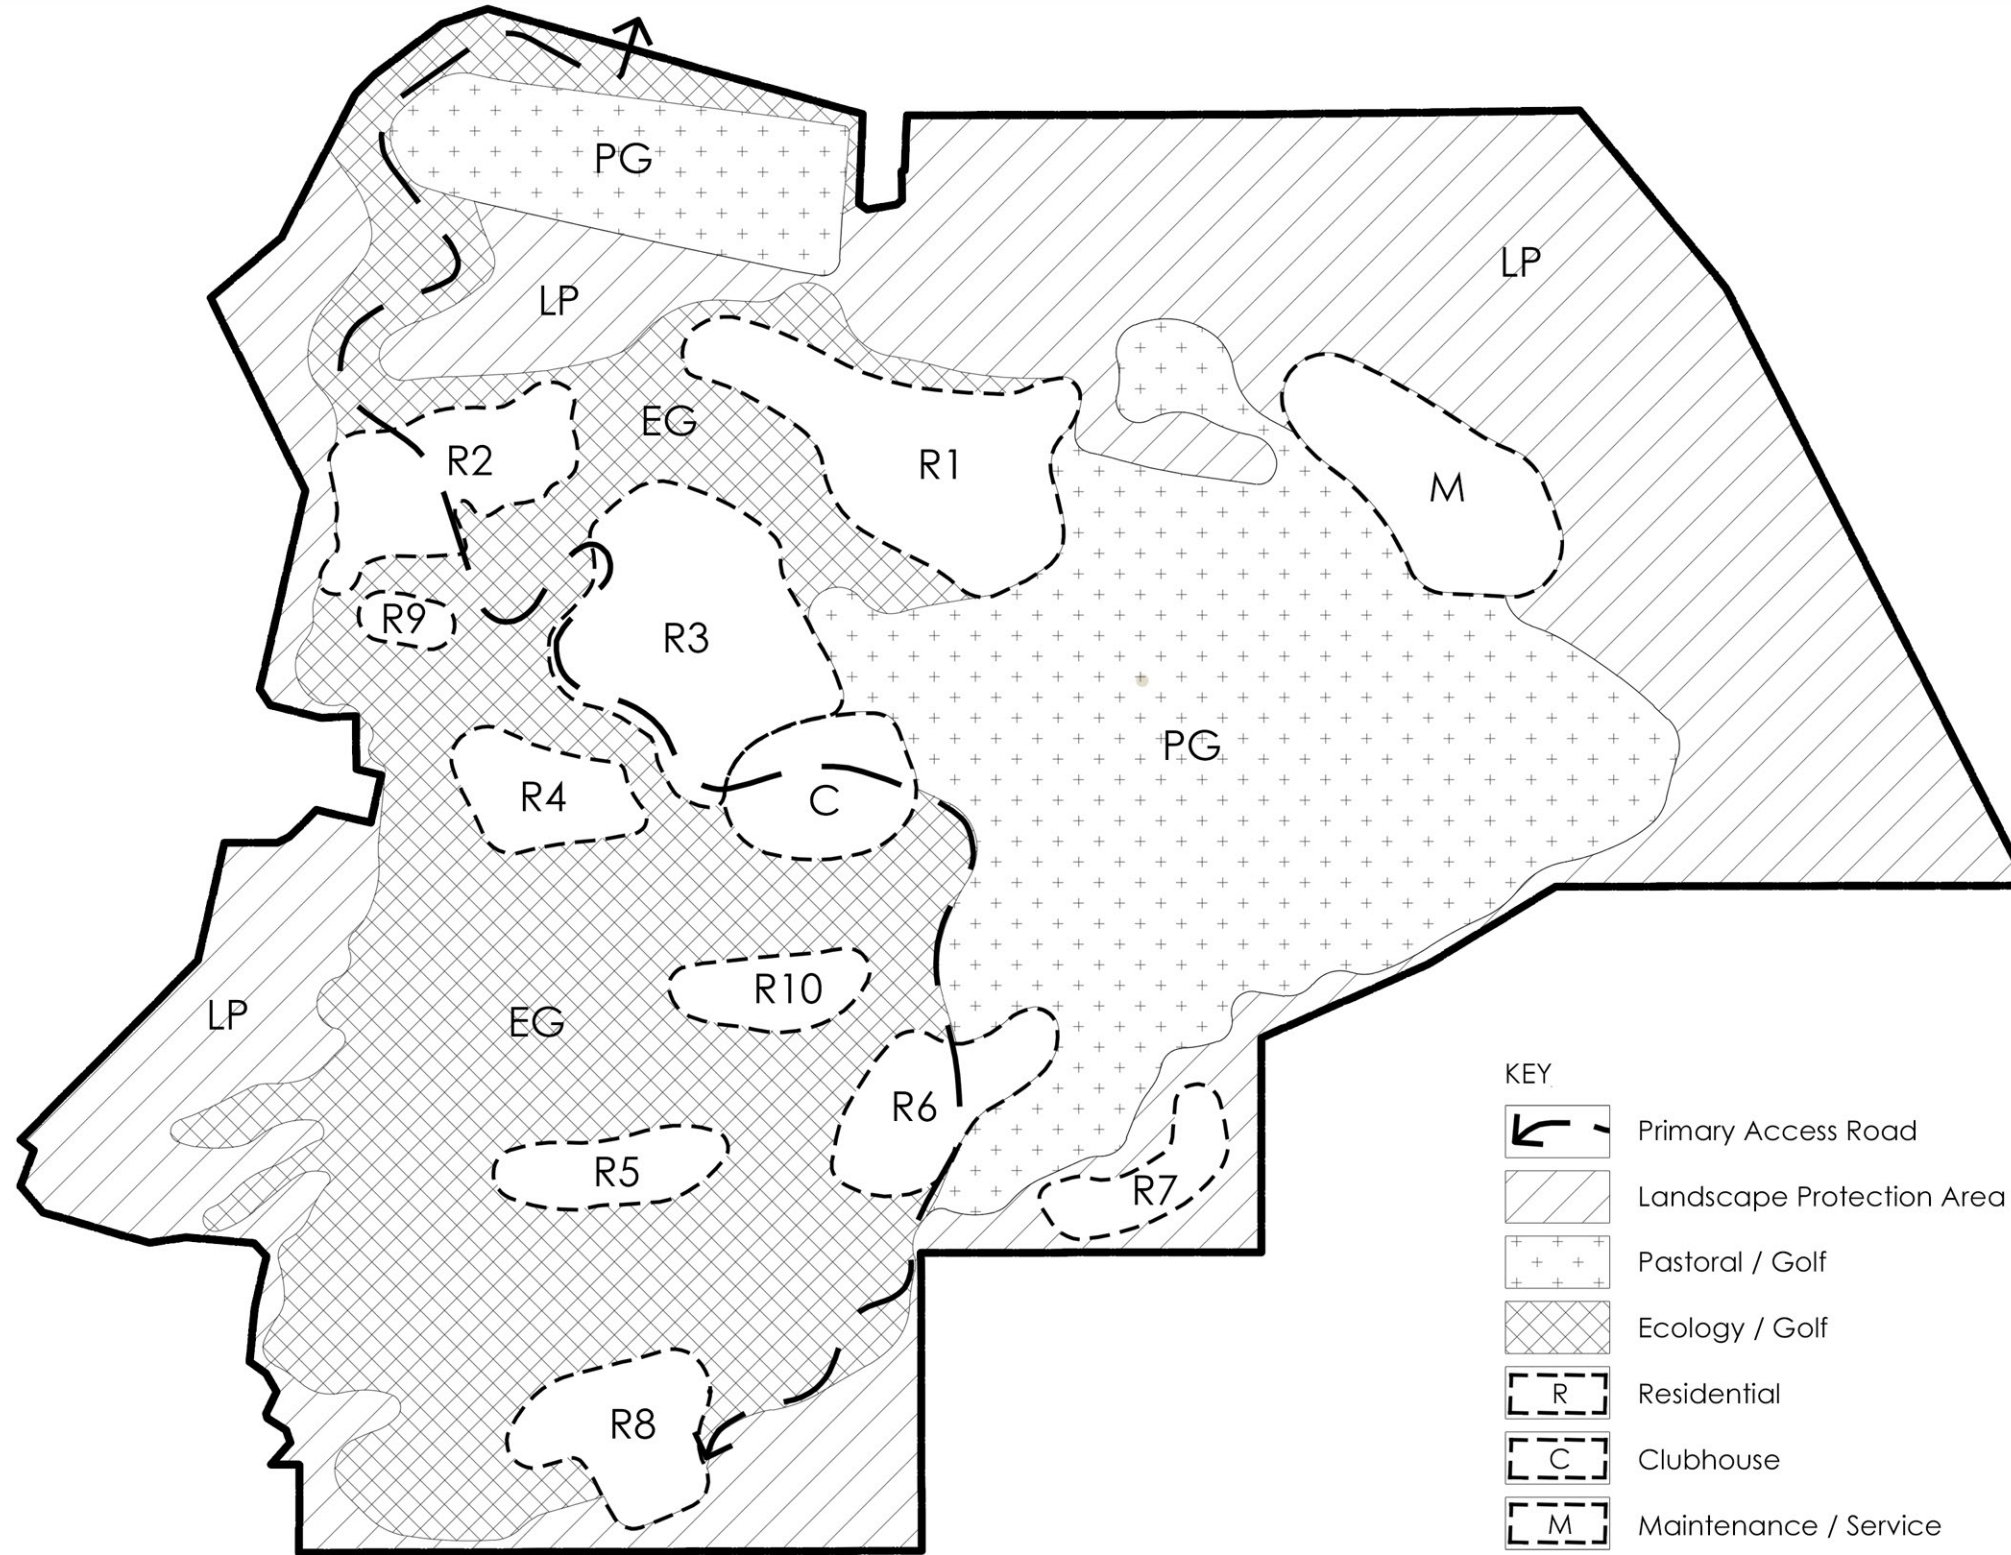 PG
LP
LP
EG
R2
R1
M
R9
R3
PG
R4
C
R10
LP
EG
R6
R5
R7
R8
KEY
Primary Access Road
Landscape Protection Area
Pastoral / Golf
Ecology / Golf
R Residential
C Clubhouse
M Maintenance / Service